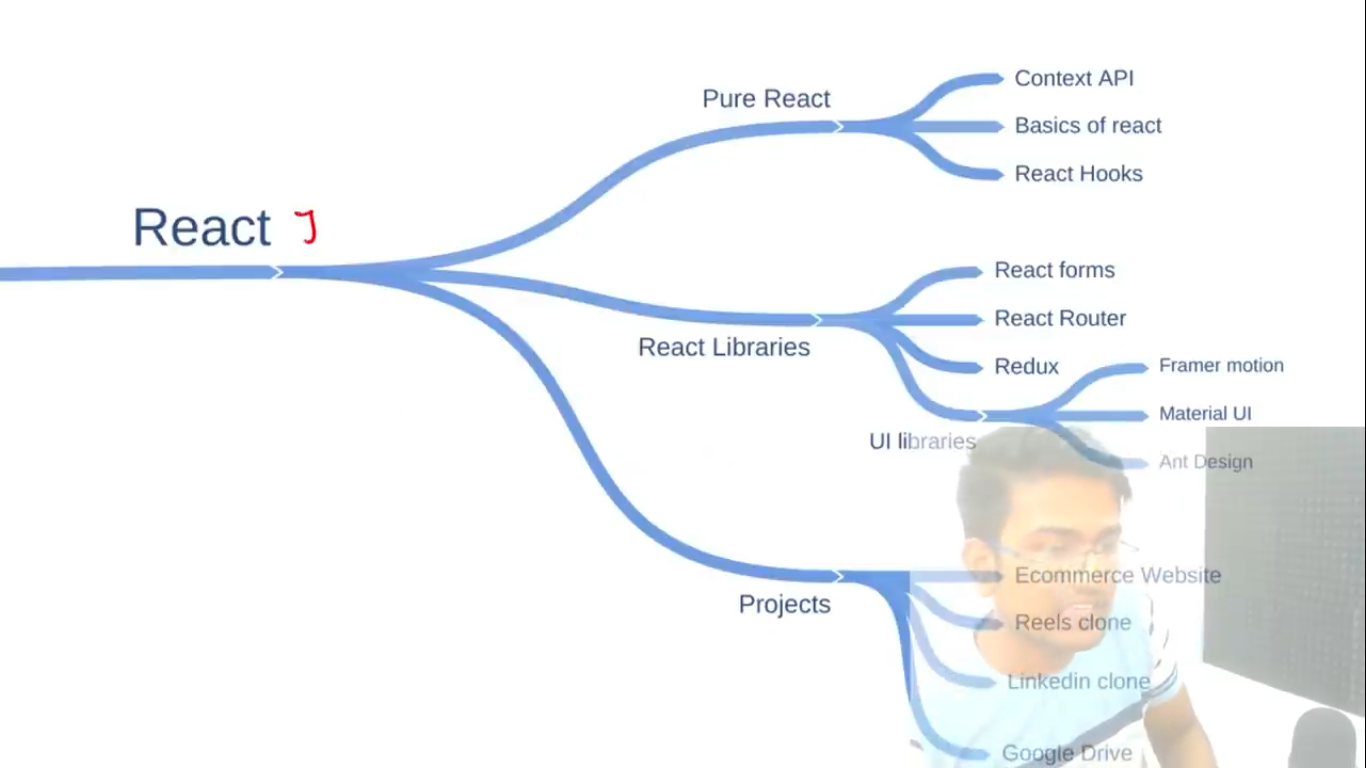 React
Pure React
Context API
Basics of react
React Hooks
React Libraries
React forms
React Router
Redux
UI libraries
Framer motion
Material UI
Ant Design
Projects
Ecommerce Website
Reels clone
Linkedin clone
Google Drive